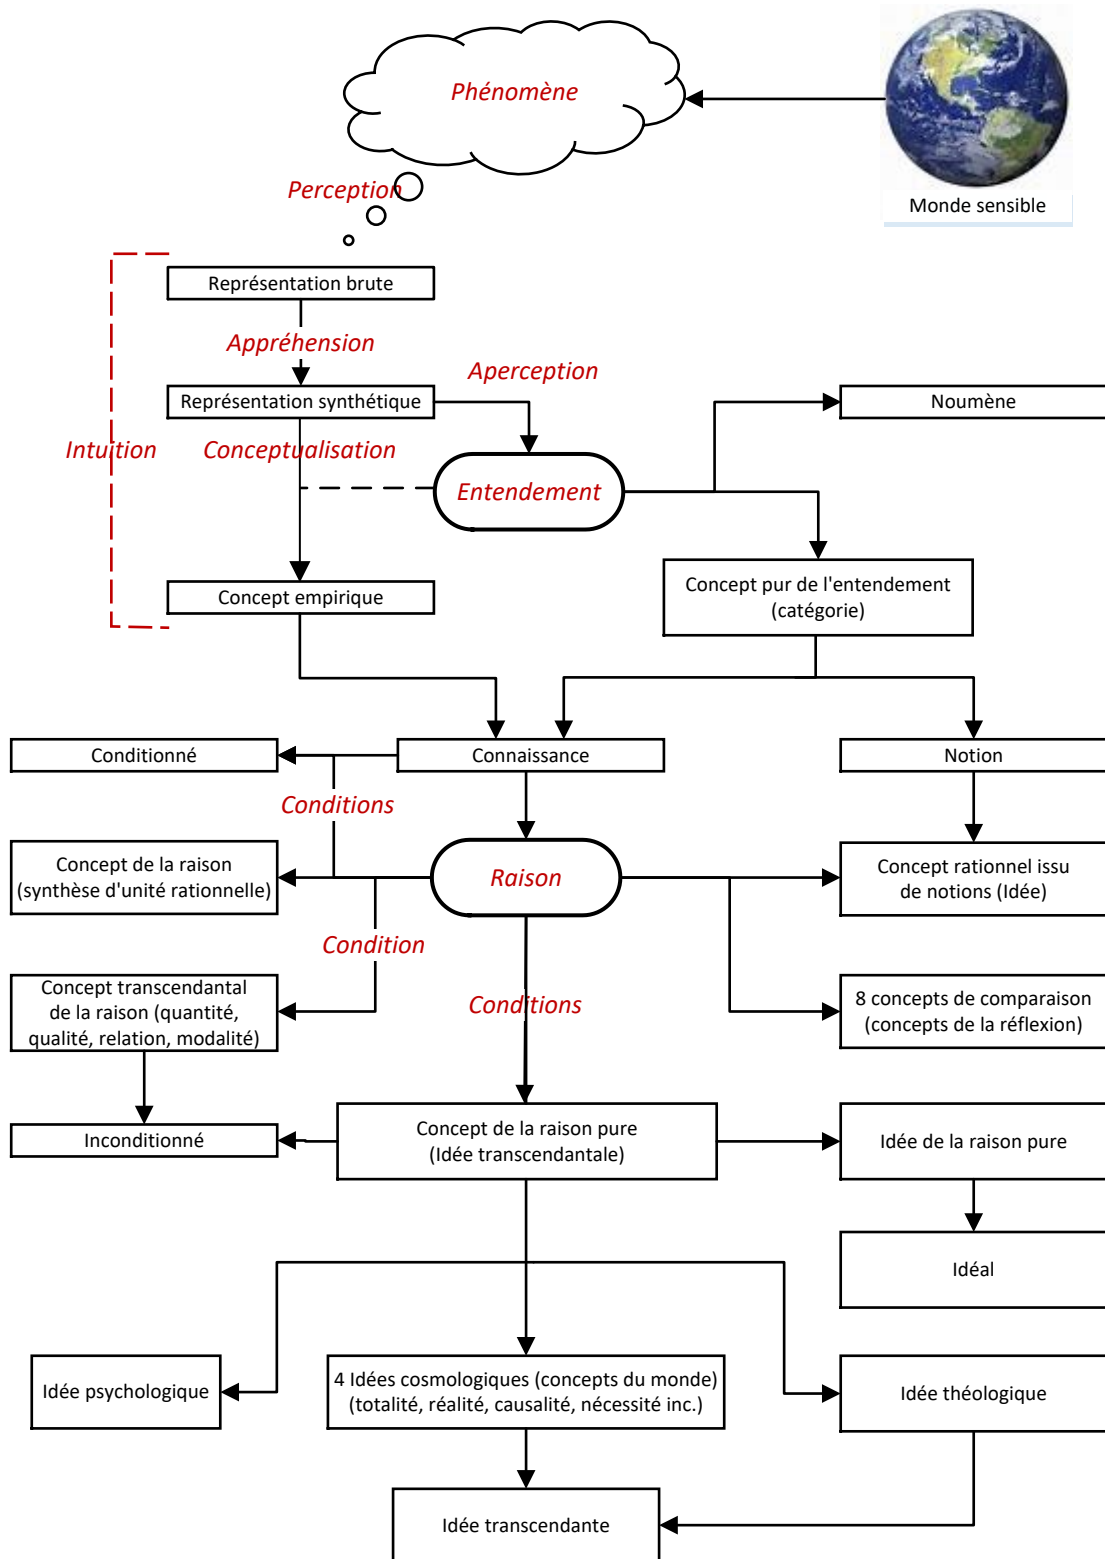 Phénomène
Monde sensible
Perception
Représentation brute
Appréhension
Aperception
Représentation synthétique
Noumène
Intuition
Conceptualisation
Entendement
Concept pur de l'entendement
(catégorie)
Concept empirique
Conditionné
Connaissance
Notion
Conditions
Concept de la raison
(synthèse d'unité rationnelle)
Raison
Concept rationnel issu
de notions (Idée)
Condition
Concept transcendantal
de la raison (quantité,
qualité, relation, modalité)
Conditions
8 concepts de comparaison
(concepts de la réflexion)
Inconditionné
Concept de la raison pure
(Idée transcendantale)
Idée de la raison pure
Idéal
Idée psychologique
4 Idées cosmologiques (concepts du monde)
(totalité, réalité, causalité, nécessité inc.)
Idée théologique
Idée transcendante